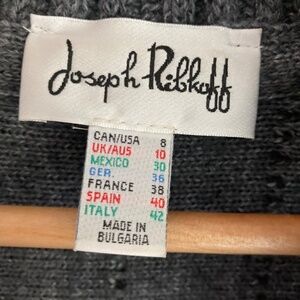 Joseph Ribkoff
CAN/USA 8
UK/AUS 10
MEXICO 30
GER. 36
FRANCE 38
SPAIN 40
ITALY 42
MADE IN
BULGARIA